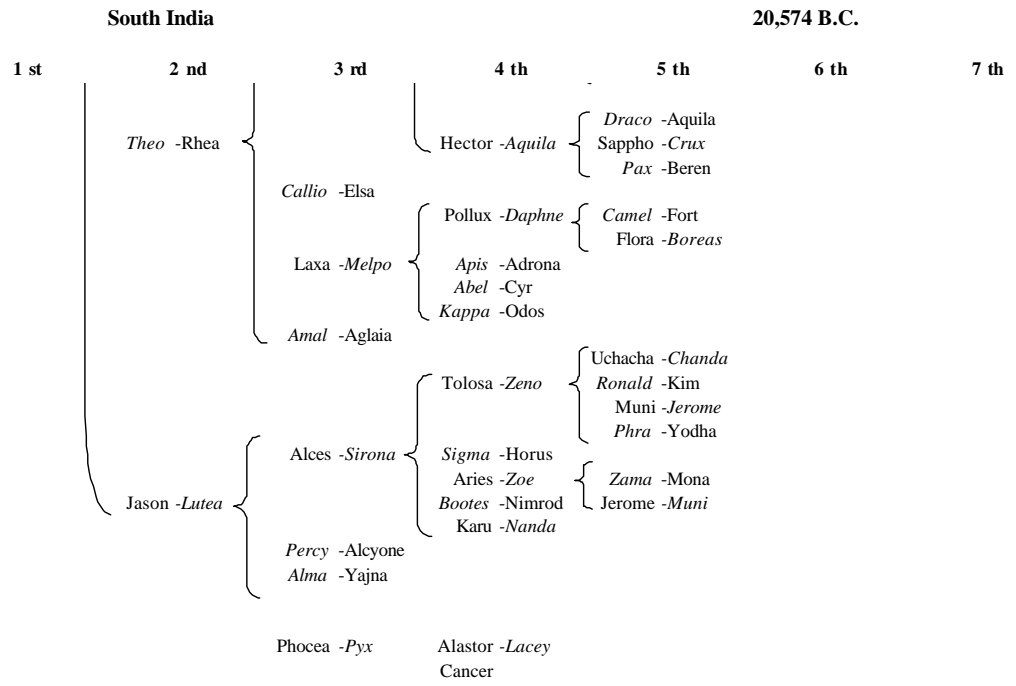 South India 20,574 B.C.
1 st 2 nd 3 rd 4 th 5 th 6 th 7 th
Draco -Aquila
Theo -Rhea Hector -Aquila Sappho -Crux
Pax -Beren
Callio -Elsa
Pollux -Daphne Camel -Fort
Flora -Boreas
Laxa -Melpo Apis -Adrona
Abel -Cyr
Kappa -Odos
Amal -Aglaia
Uchacha -Chanda
Tolosa -Zeno Ronald -Kim
Muni -Jerome
Phra -Yodha
Alces -Sirona Sigma -Horus
Aries -Zoe Zama -Mona
Jason -Lutea Bootes -Nimrod Jerome -Muni
Karu -Nanda
Percy -Alcyone
Alma -Yajna
Phocea -Pyx Alastor -Lacey
Cancer